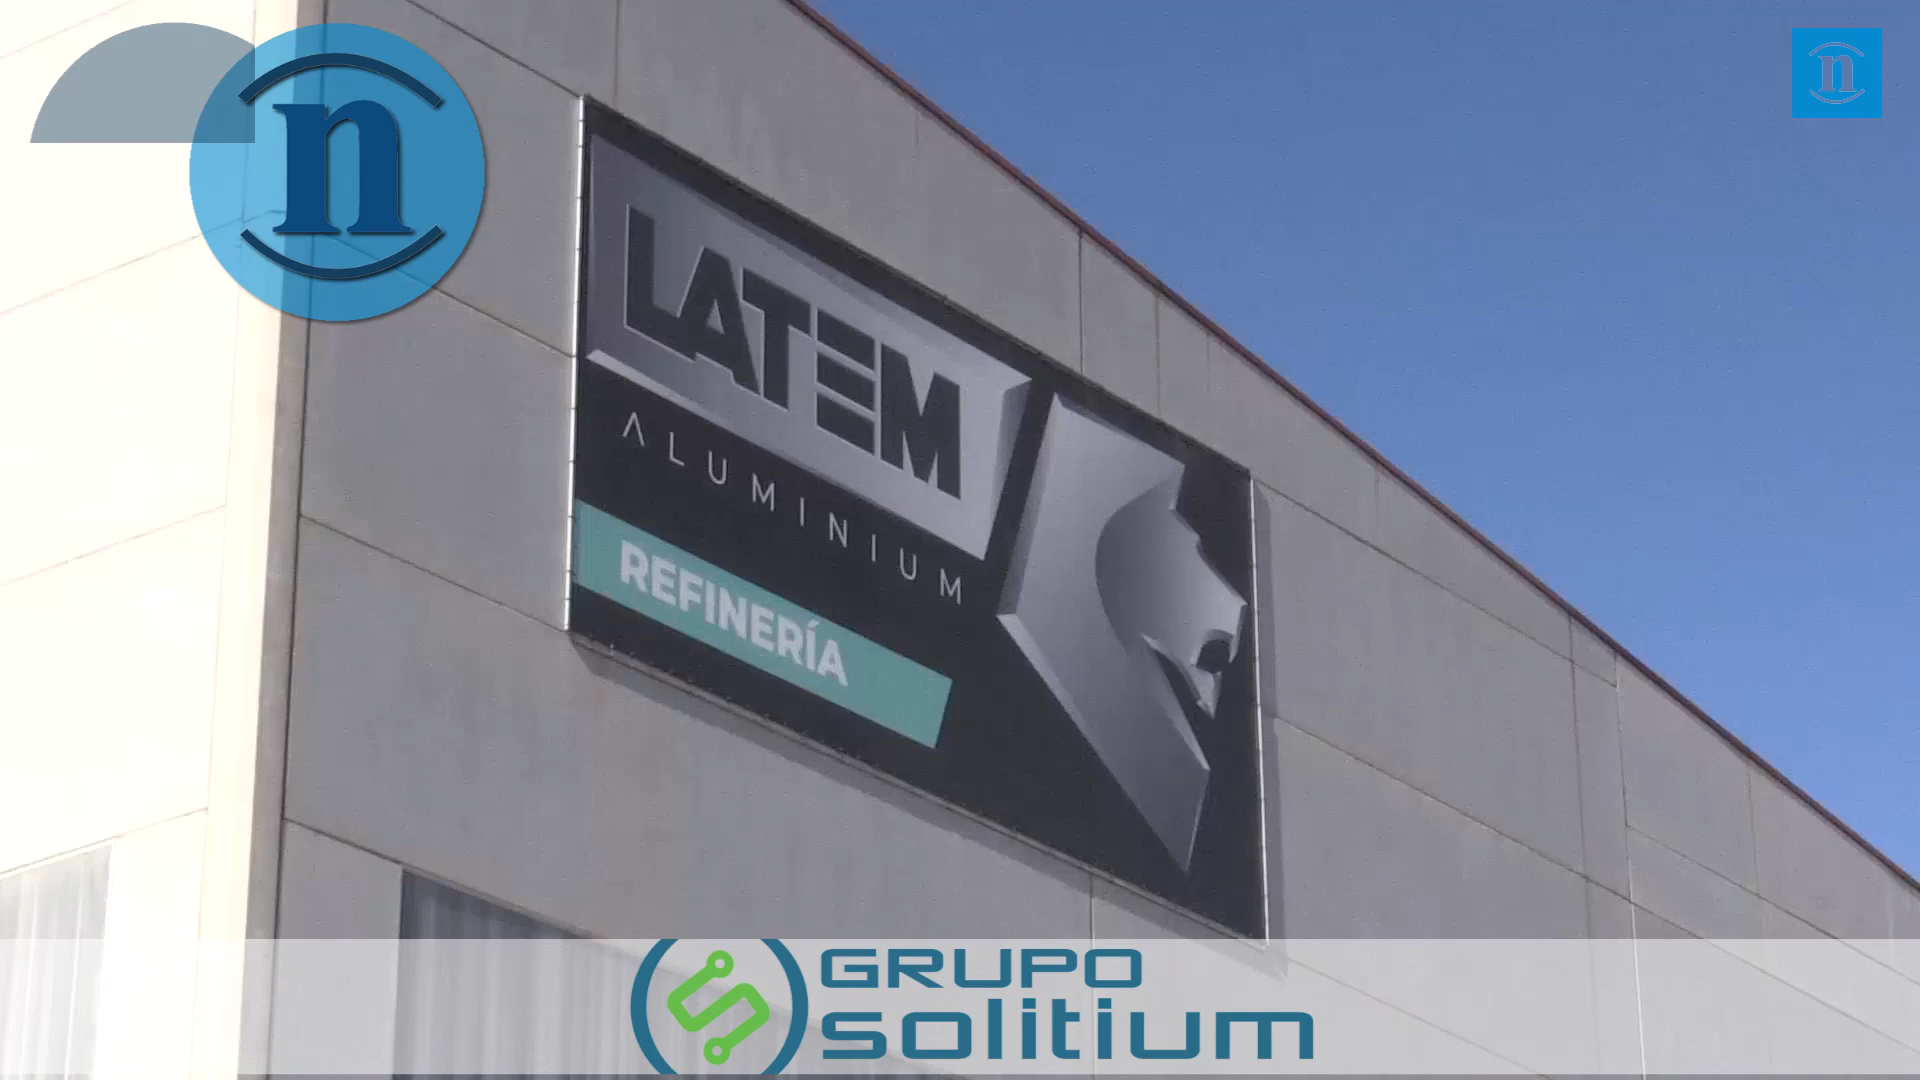 n
n
LATEM
ALUMINIUM
REFINERÍA
GRUPO
solitium